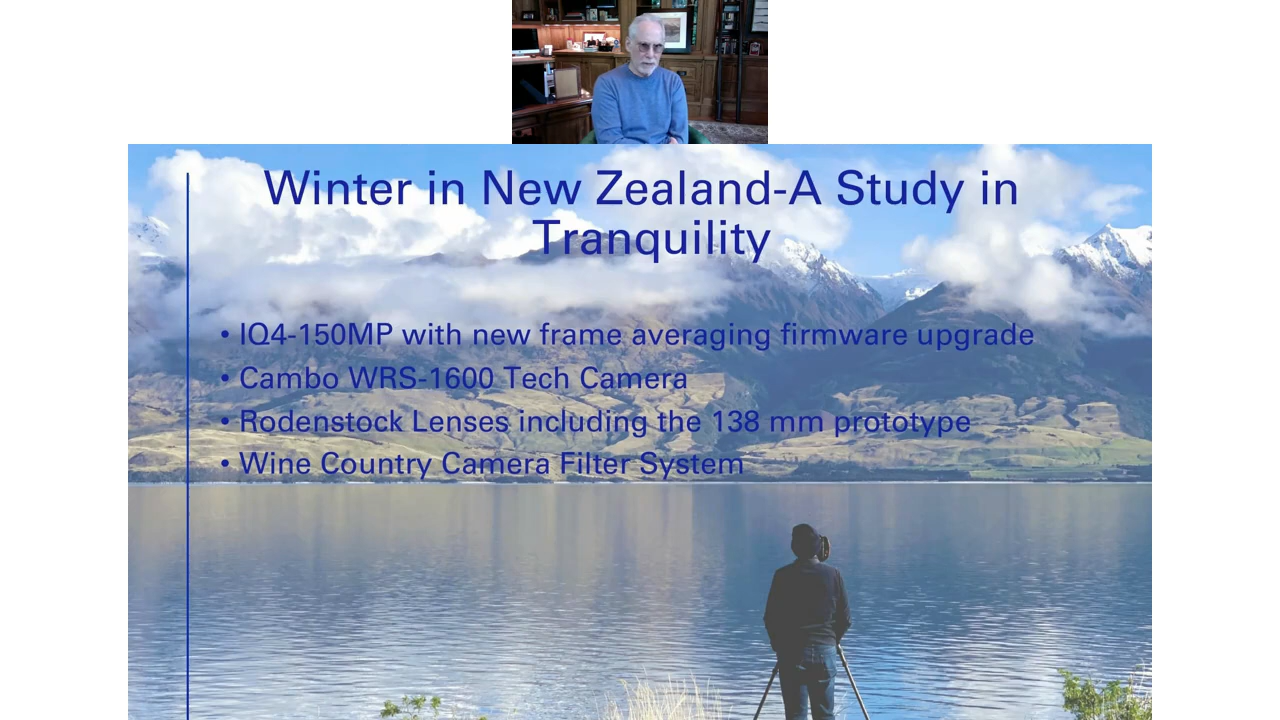 Winter in New Zealand-A Study in
Tranquility
• IQ4-150MP with new frame averaging firmware upgrade
• Cambo WRS-1600 Tech Camera
• Rodenstock Lenses including the 138 mm prototype
• Wine Country Camera Filter System